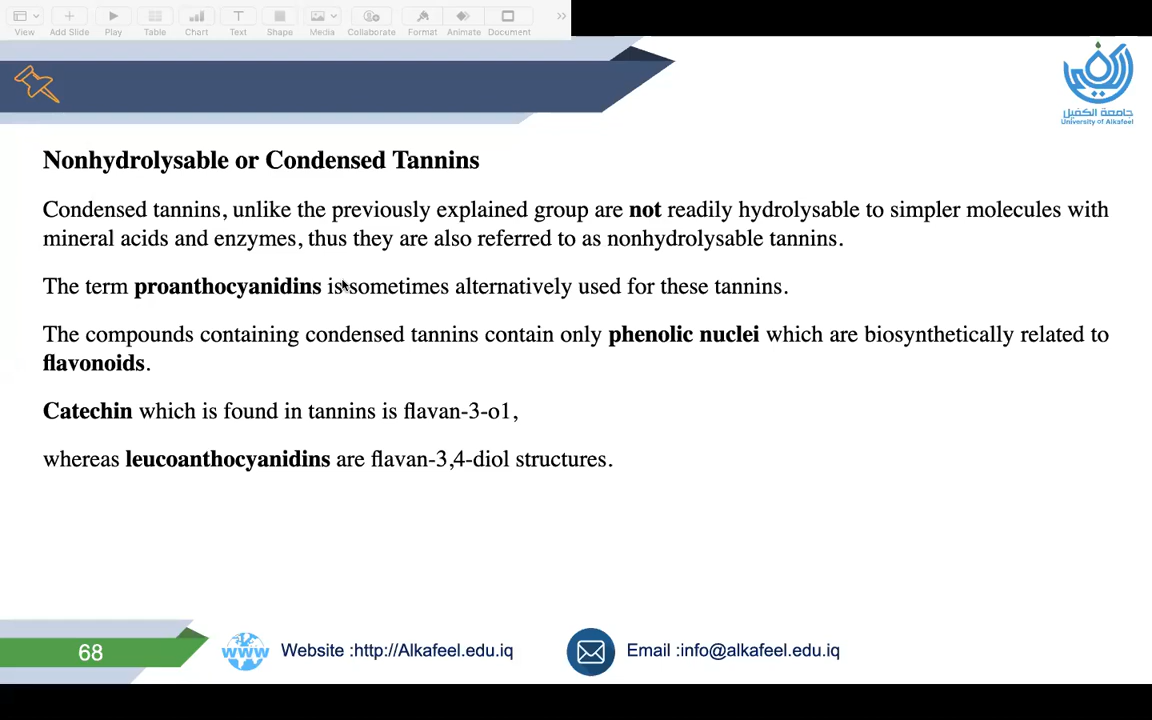 View Add Slide Play Table Chart Text Shape Media Collaborate Format Animate Document
جامعة الكفيل
University of Alkafeel
Nonhydrolysable or Condensed Tannins
Condensed tannins, unlike the previously explained group are not readily hydrolysable to simpler molecules with
mineral acids and enzymes, thus they are also referred to as nonhydrolysable tannins.
The term proanthocyanidins is sometimes alternatively used for these tannins.
The compounds containing condensed tannins contain only phenolic nuclei which are biosynthetically related to
flavonoids.
Catechin which is found in tannins is flavan-3-o1,
whereas leucoanthocyanidins are flavan-3,4-diol structures.
68 WWW Website :http://Alkafeel.edu.iq Email :info@alkafeel.edu.iq